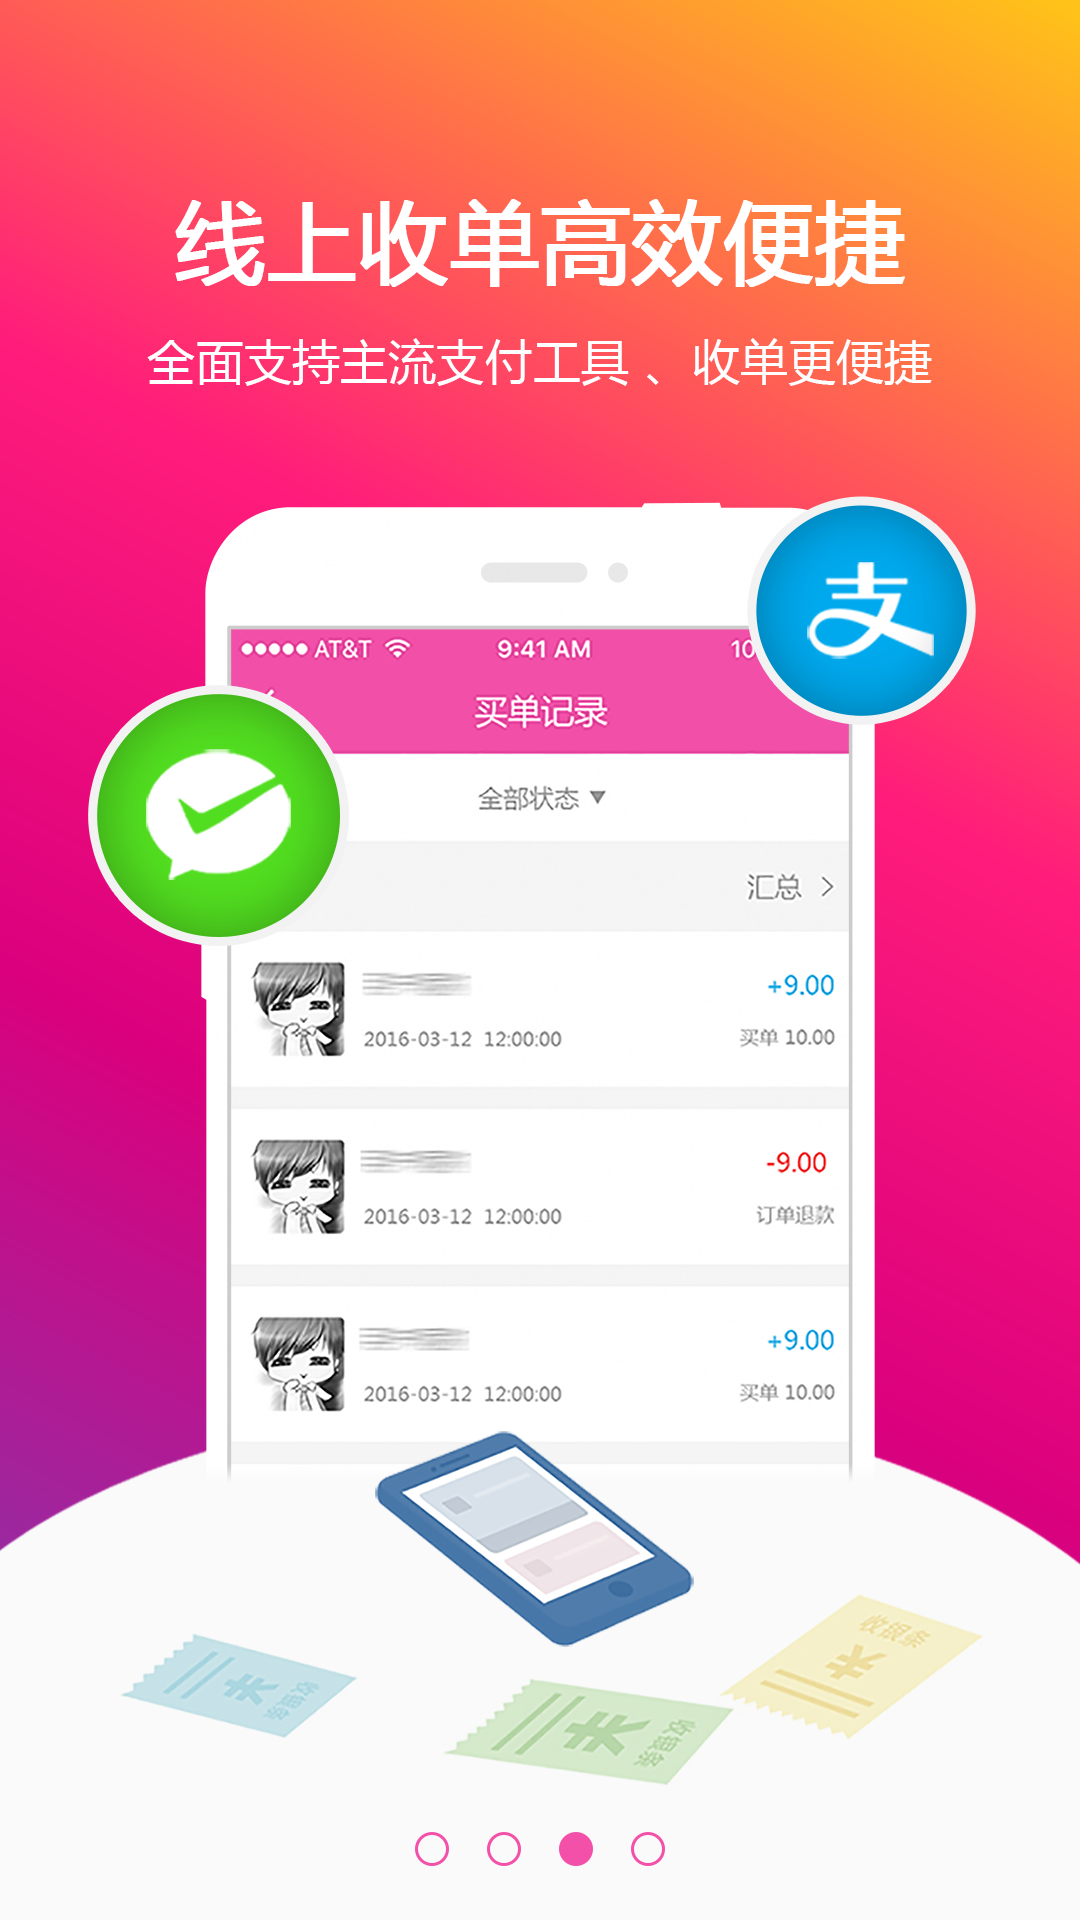 线上收单高效便捷
全面支持主流支付工具、收单更便捷
AT&T 9:41 AM 10
支
买单记录
全部状态
汇总
+9.00
2016-03-12 12:00:00 买单 10.00
-9.00
2016-03-12 12:00:00 订单退款
+9.00
2016-03-12 12:00:00 买单 10.00
收银条
¥
收银条
¥
收银条
¥